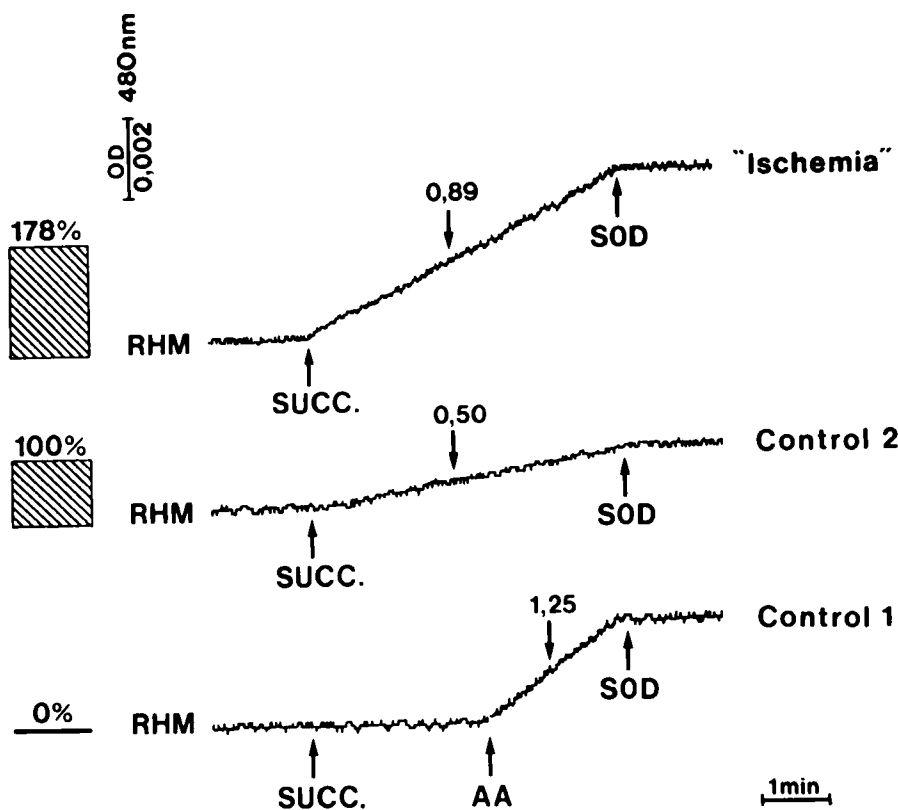 480nm
OD
0,002
"Ischemia"
0,89
SOD
178%
RHM
SUCC.
0,50
100%
Control 2
RHM
SOD
SUCC.
1,25
Control 1
SOD
0%
RHM
SUCC.
AA
1min